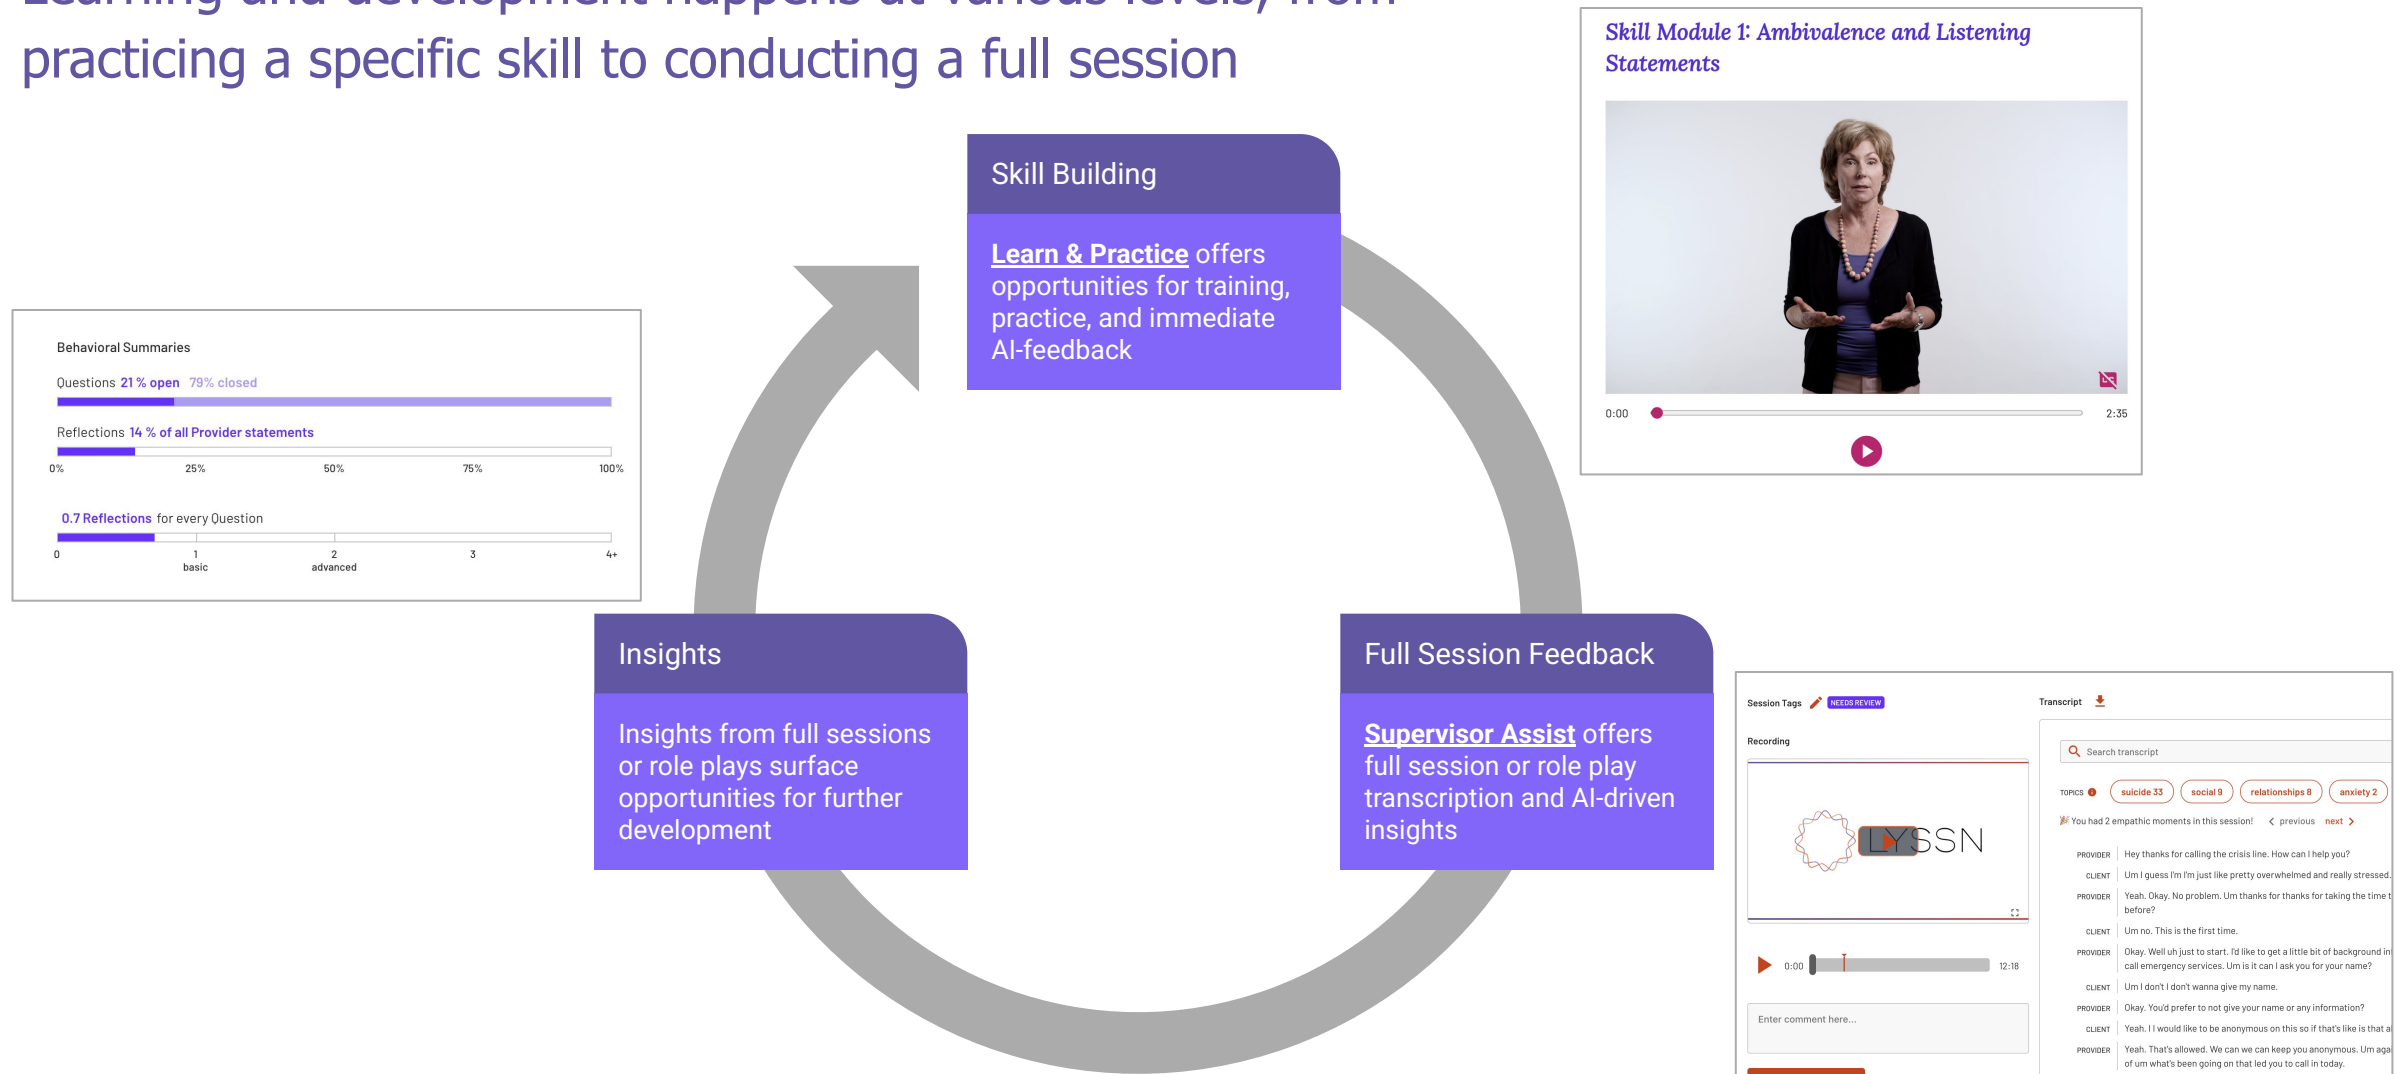 Learning and development happens at various levels, from
practicing a specific skill to conducting a full session
Skill Module 1: Ambivalence and Listening
Statements
0:00
2:35
Skill Building
Learn & Practice offers
opportunities for training,
practice, and immediate
AI-feedback
Behavioral Summaries
Questions 21 % open 79% closed
Reflections 14 % of all Provider statements
0% 25% 50% 75% 100%
0.7 Reflections for every Question
0 1 2 3 4+
basic advanced
Insights
Insights from full sessions
or role plays surface
opportunities for further
development
Full Session Feedback
Supervisor Assist offers
full session or role play
transcription and AI-driven
insights
Session Tags NEEDS REVIEW
Recording
LYSSN
0:00
12:18
Enter comment here...
Transcript
Search transcript
TOPICS suicide 33 social 9 relationships 8 anxiety 2
You had 2 empathic moments in this session! previous next
PROVIDER Hey thanks for calling the crisis line. How can I help you?
CLIENT Um I guess I'm I'm just like pretty overwhelmed and really stressed.
PROVIDER Yeah. Okay. No problem. Um thanks for thanks for taking the time t
before?
CLIENT Um no. This is the first time.
PROVIDER Okay. Well uh just to start. I'd like to get a little bit of background in
call emergency services. Um is it can I ask you for your name?
CLIENT Um I don't I don't wanna give my name.
PROVIDER Okay. You'd prefer to not give your name or any information?
CLIENT Yeah. I I would like to be anonymous on this so if that's like is that a
PROVIDER Yeah. That's allowed. We can we can keep you anonymous. Um aga
of um what's been going on that led you to call in today.